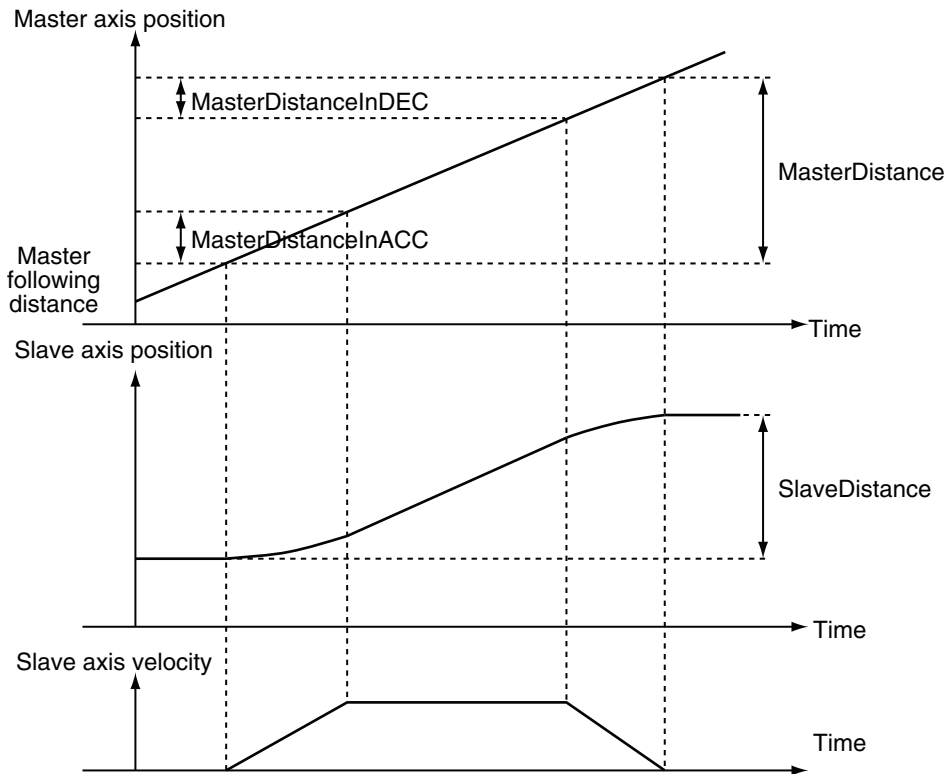 Master axis position
MasterDistanceInDEC
MasterDistance
MasterDistanceInACC
Master
following
distance
Time
Slave axis position
SlaveDistance
Time
Slave axis velocity
Time